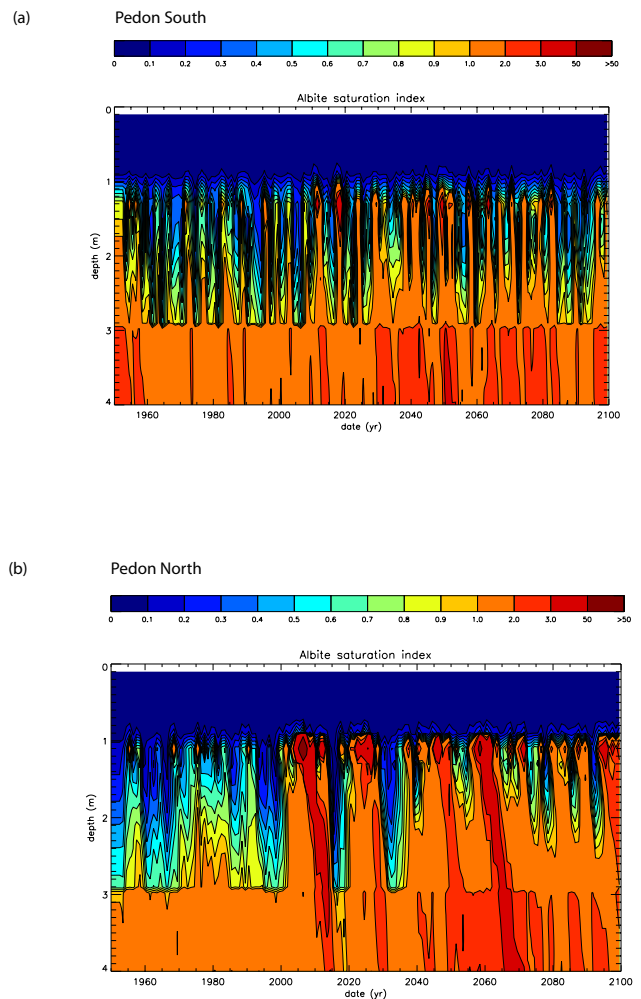 (a) Pedon South
0 0.1 0.2 0.3 0.4 0.5 0.6 0.7 0.8 0.9 1.0 2.0 3.0 50 >50
Albite saturation index
0
1
2
3
4
depth (m)
1960 1980 2000 2020 2040 2060 2080 2100
date (yr)
(b) Pedon North
0 0.1 0.2 0.3 0.4 0.5 0.6 0.7 0.8 0.9 1.0 2.0 3.0 50 >50
Albite saturation index
0
1
2
3
4
depth (m)
1960 1980 2000 2020 2040 2060 2080 2100
date (yr)